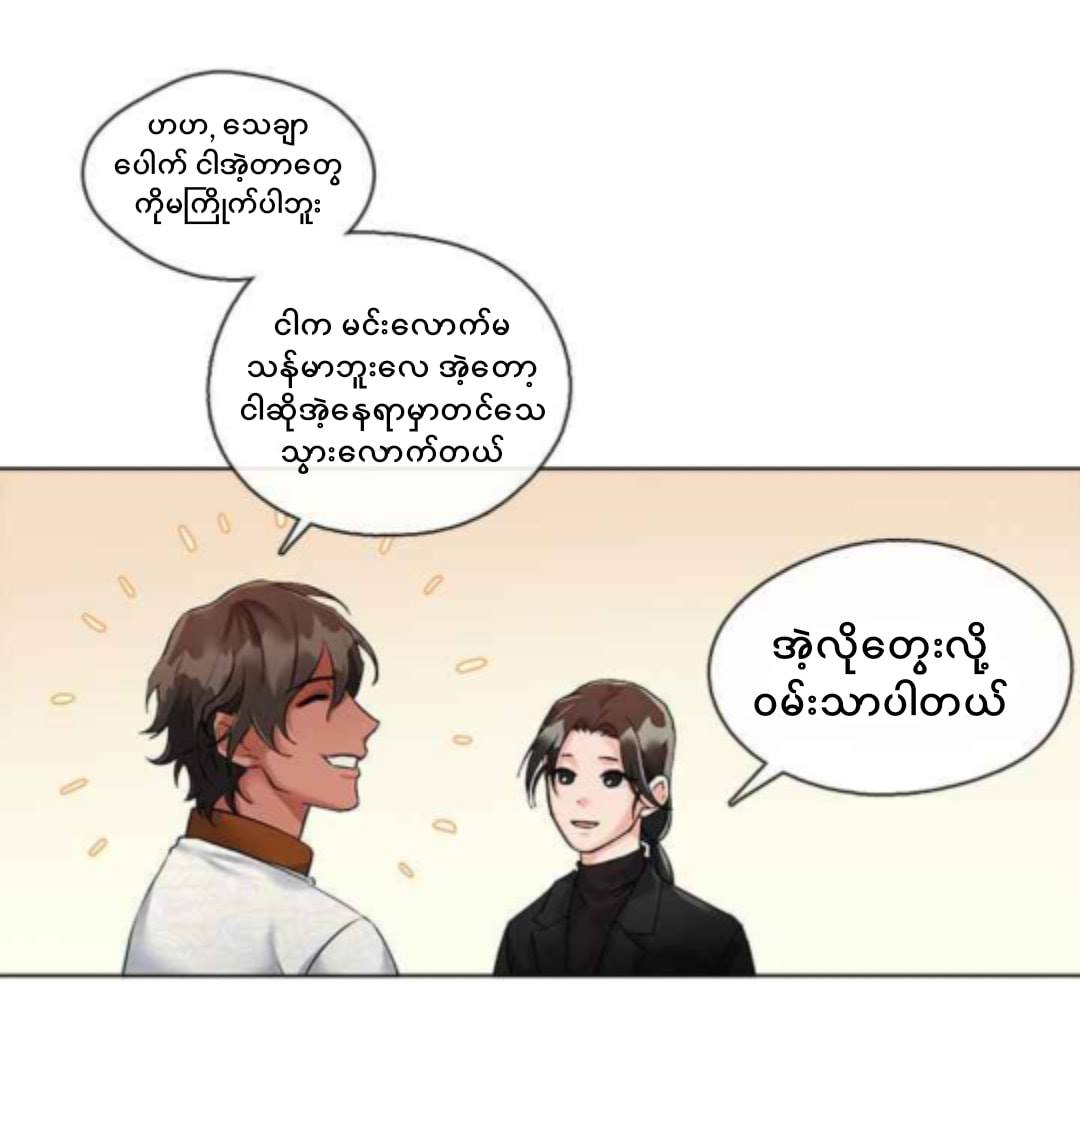 ဟဟ, သေချာ
ပေါက် ငါအဲ့တာတွေ
ကိုမကြိုက်ပါဘူး
ငါက မင်းလောက်မ
သန်မာဘူးလေ အဲ့တော့
ငါဆိုအဲ့နေရာမှာတင်သေ
သွားလောက်တယ်
အဲ့လိုတွေးလို့
ဝမ်းသာပါတယ်